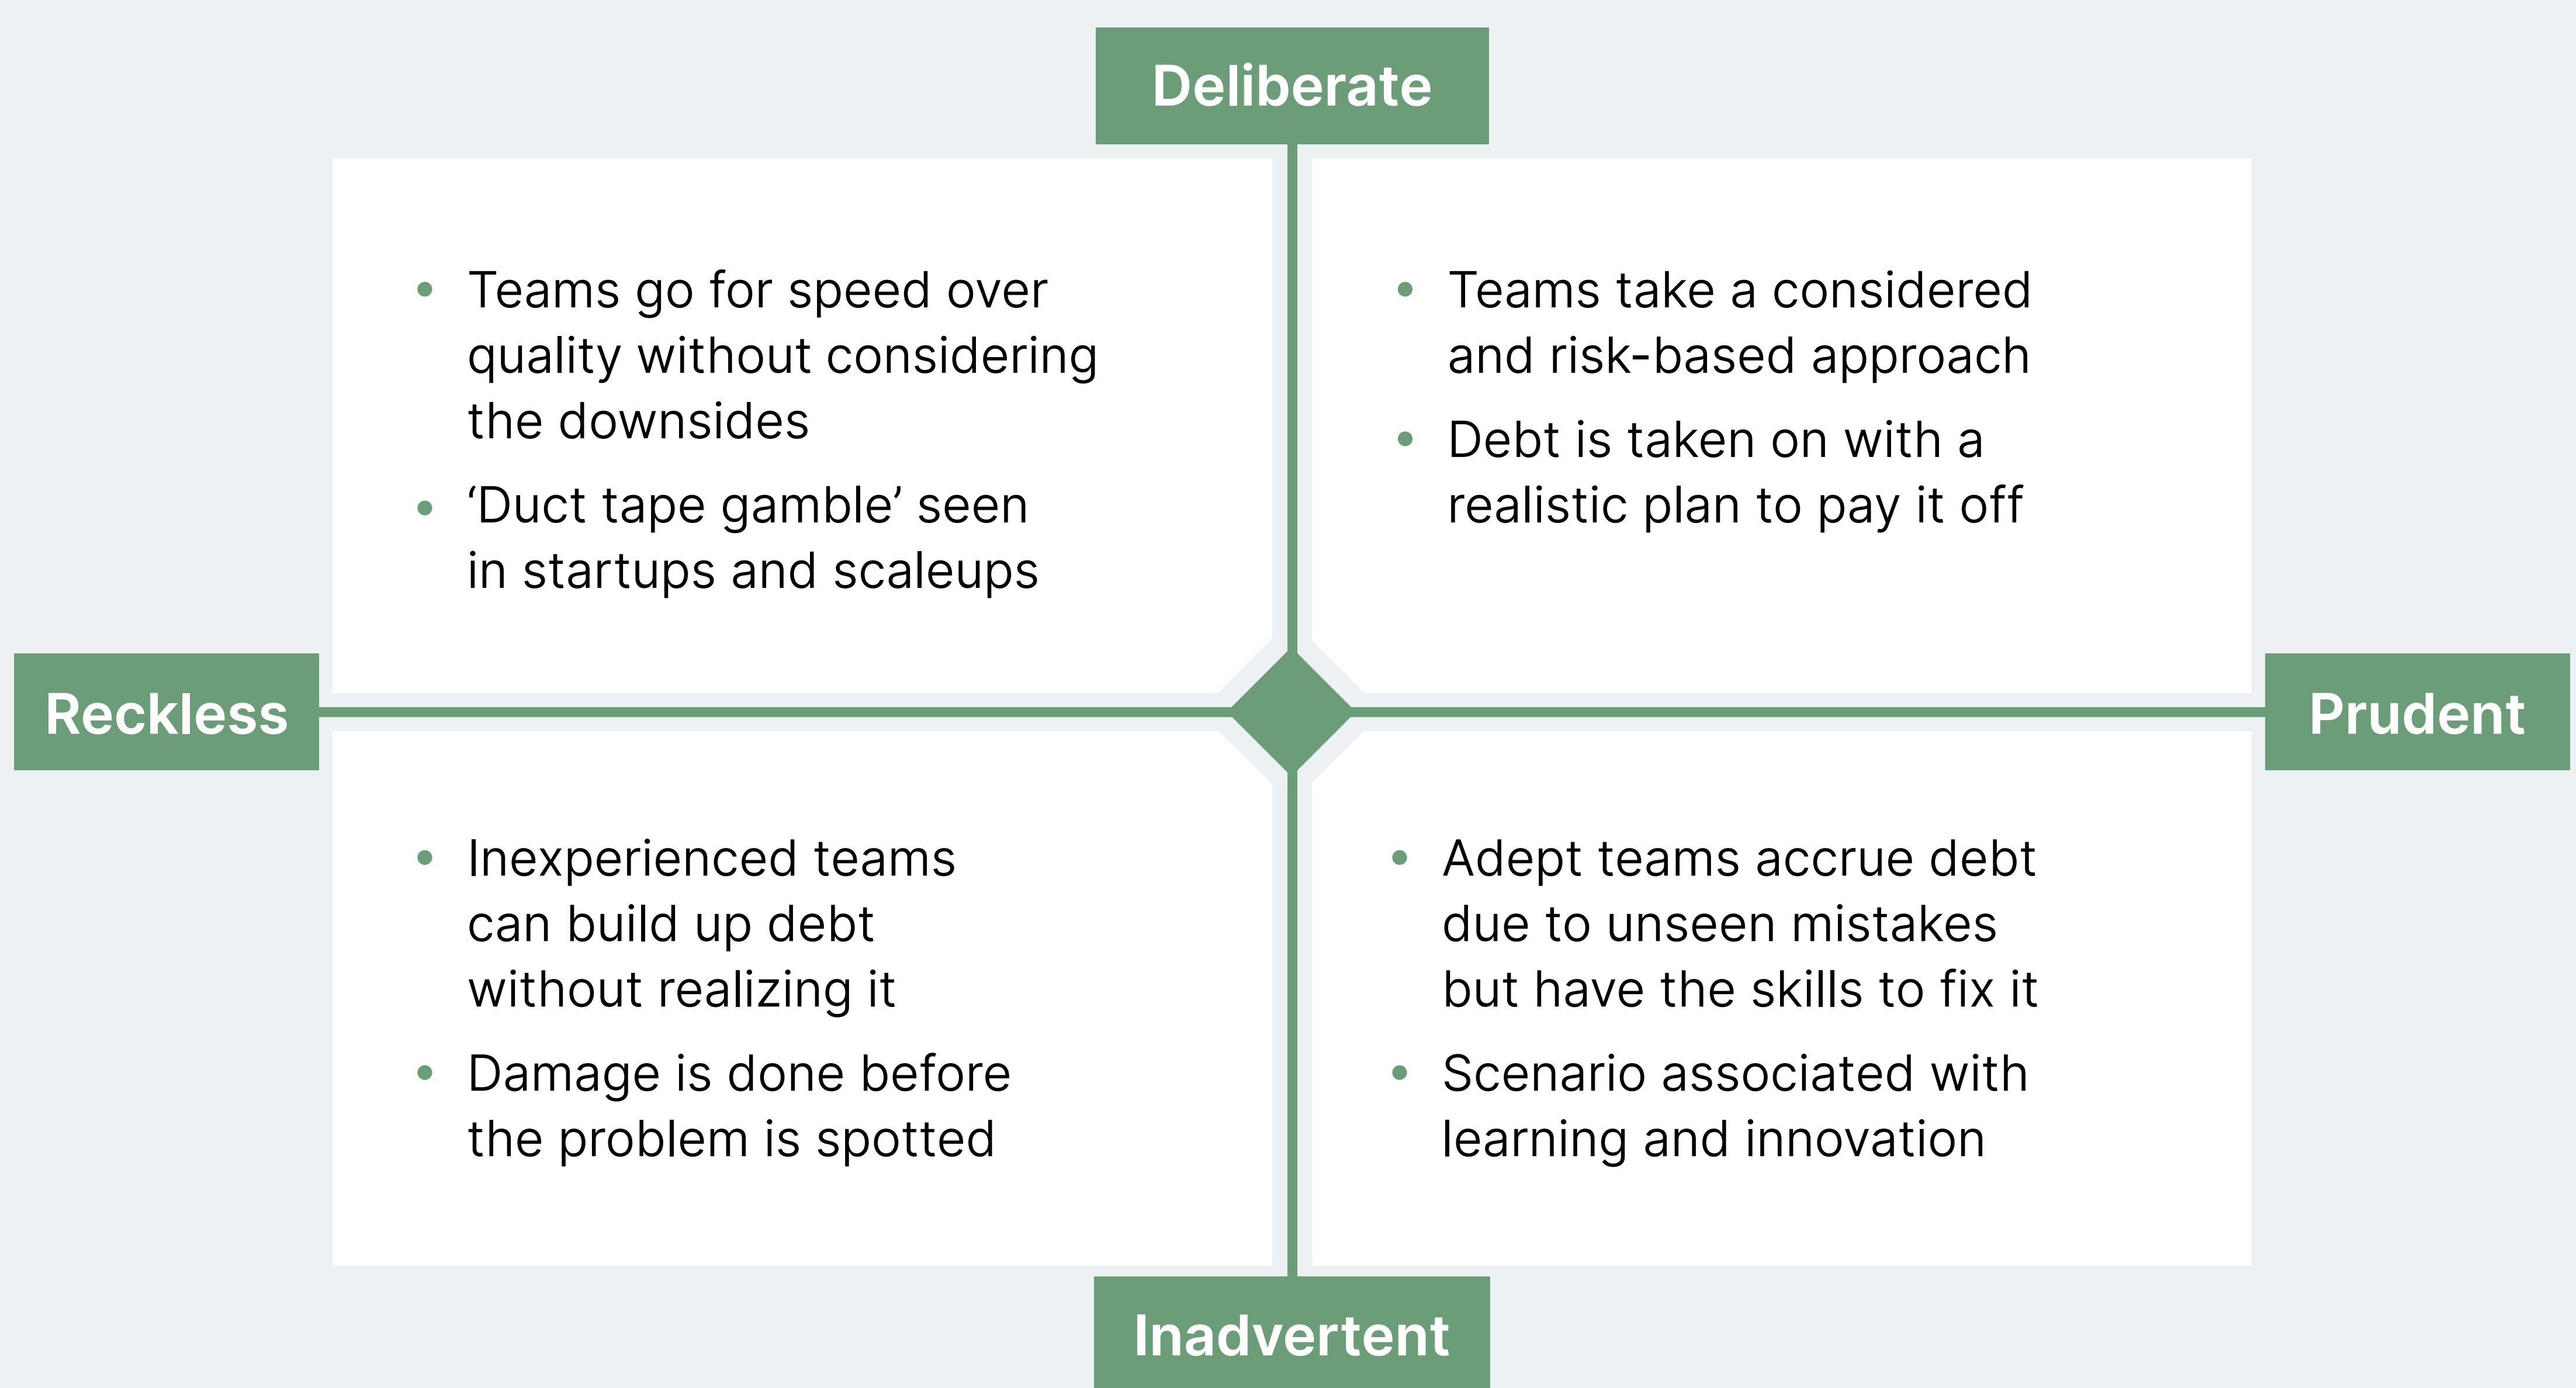 Deliberate
• Teams go for speed over
quality without considering
the downsides
• ‘Duct tape gamble’ seen
in startups and scaleups
• Teams take a considered
and risk-based approach
• Debt is taken on with a
realistic plan to pay it off
Reckless
Prudent
• Inexperienced teams
can build up debt
without realizing it
• Damage is done before
the problem is spotted
• Adept teams accrue debt
due to unseen mistakes
but have the skills to fix it
• Scenario associated with
learning and innovation
Inadvertent